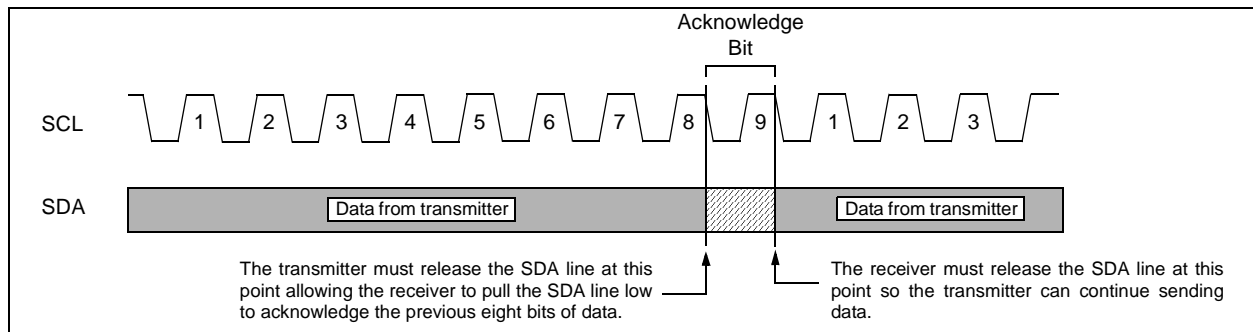 Acknowledge
Bit
SCL
1 2 3 4 5 6 7 8 9 1 2 3
SDA
Data from transmitter
Data from transmitter
The transmitter must release the SDA line at this
point allowing the receiver to pull the SDA line low
to acknowledge the previous eight bits of data.
The receiver must release the SDA line at this
point so the transmitter can continue sending
data.